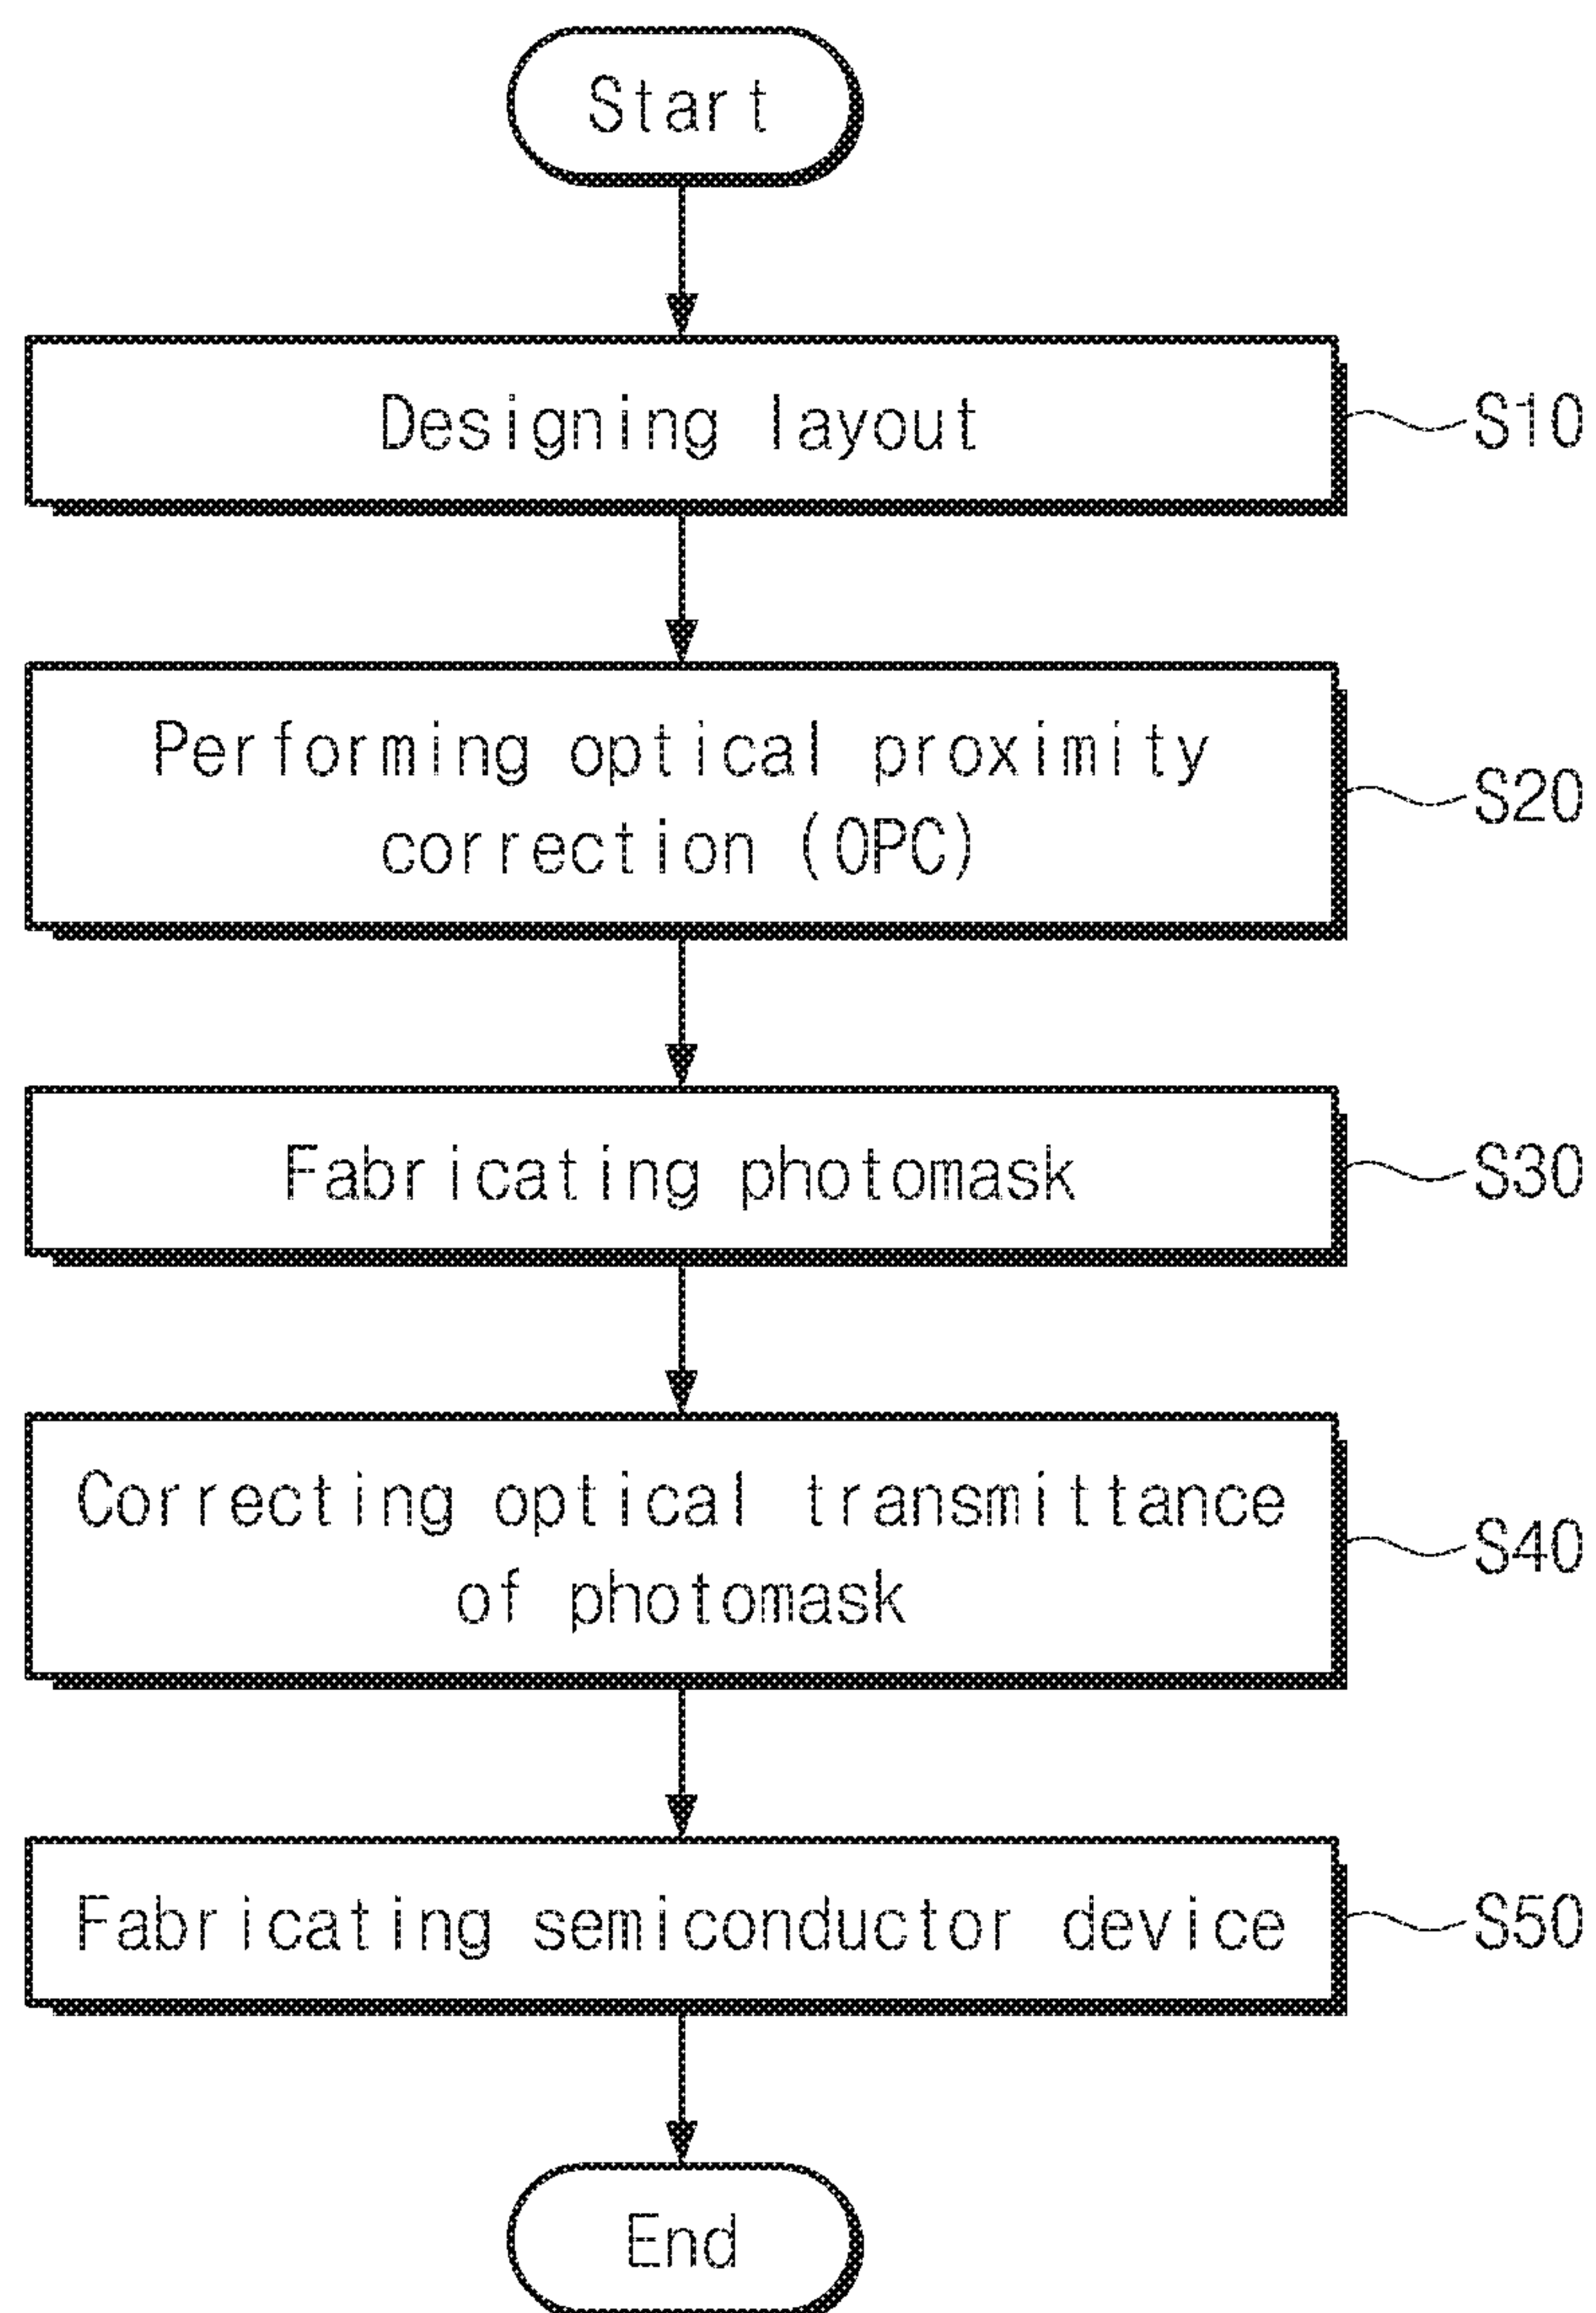 Start
Designing layout
S10
Performing optical proximity
correction (OPC)
S20
Fabricating photomask
S30
Correcting optical transmittance
of photomask
S40
Fabricating semiconductor device
S50
End